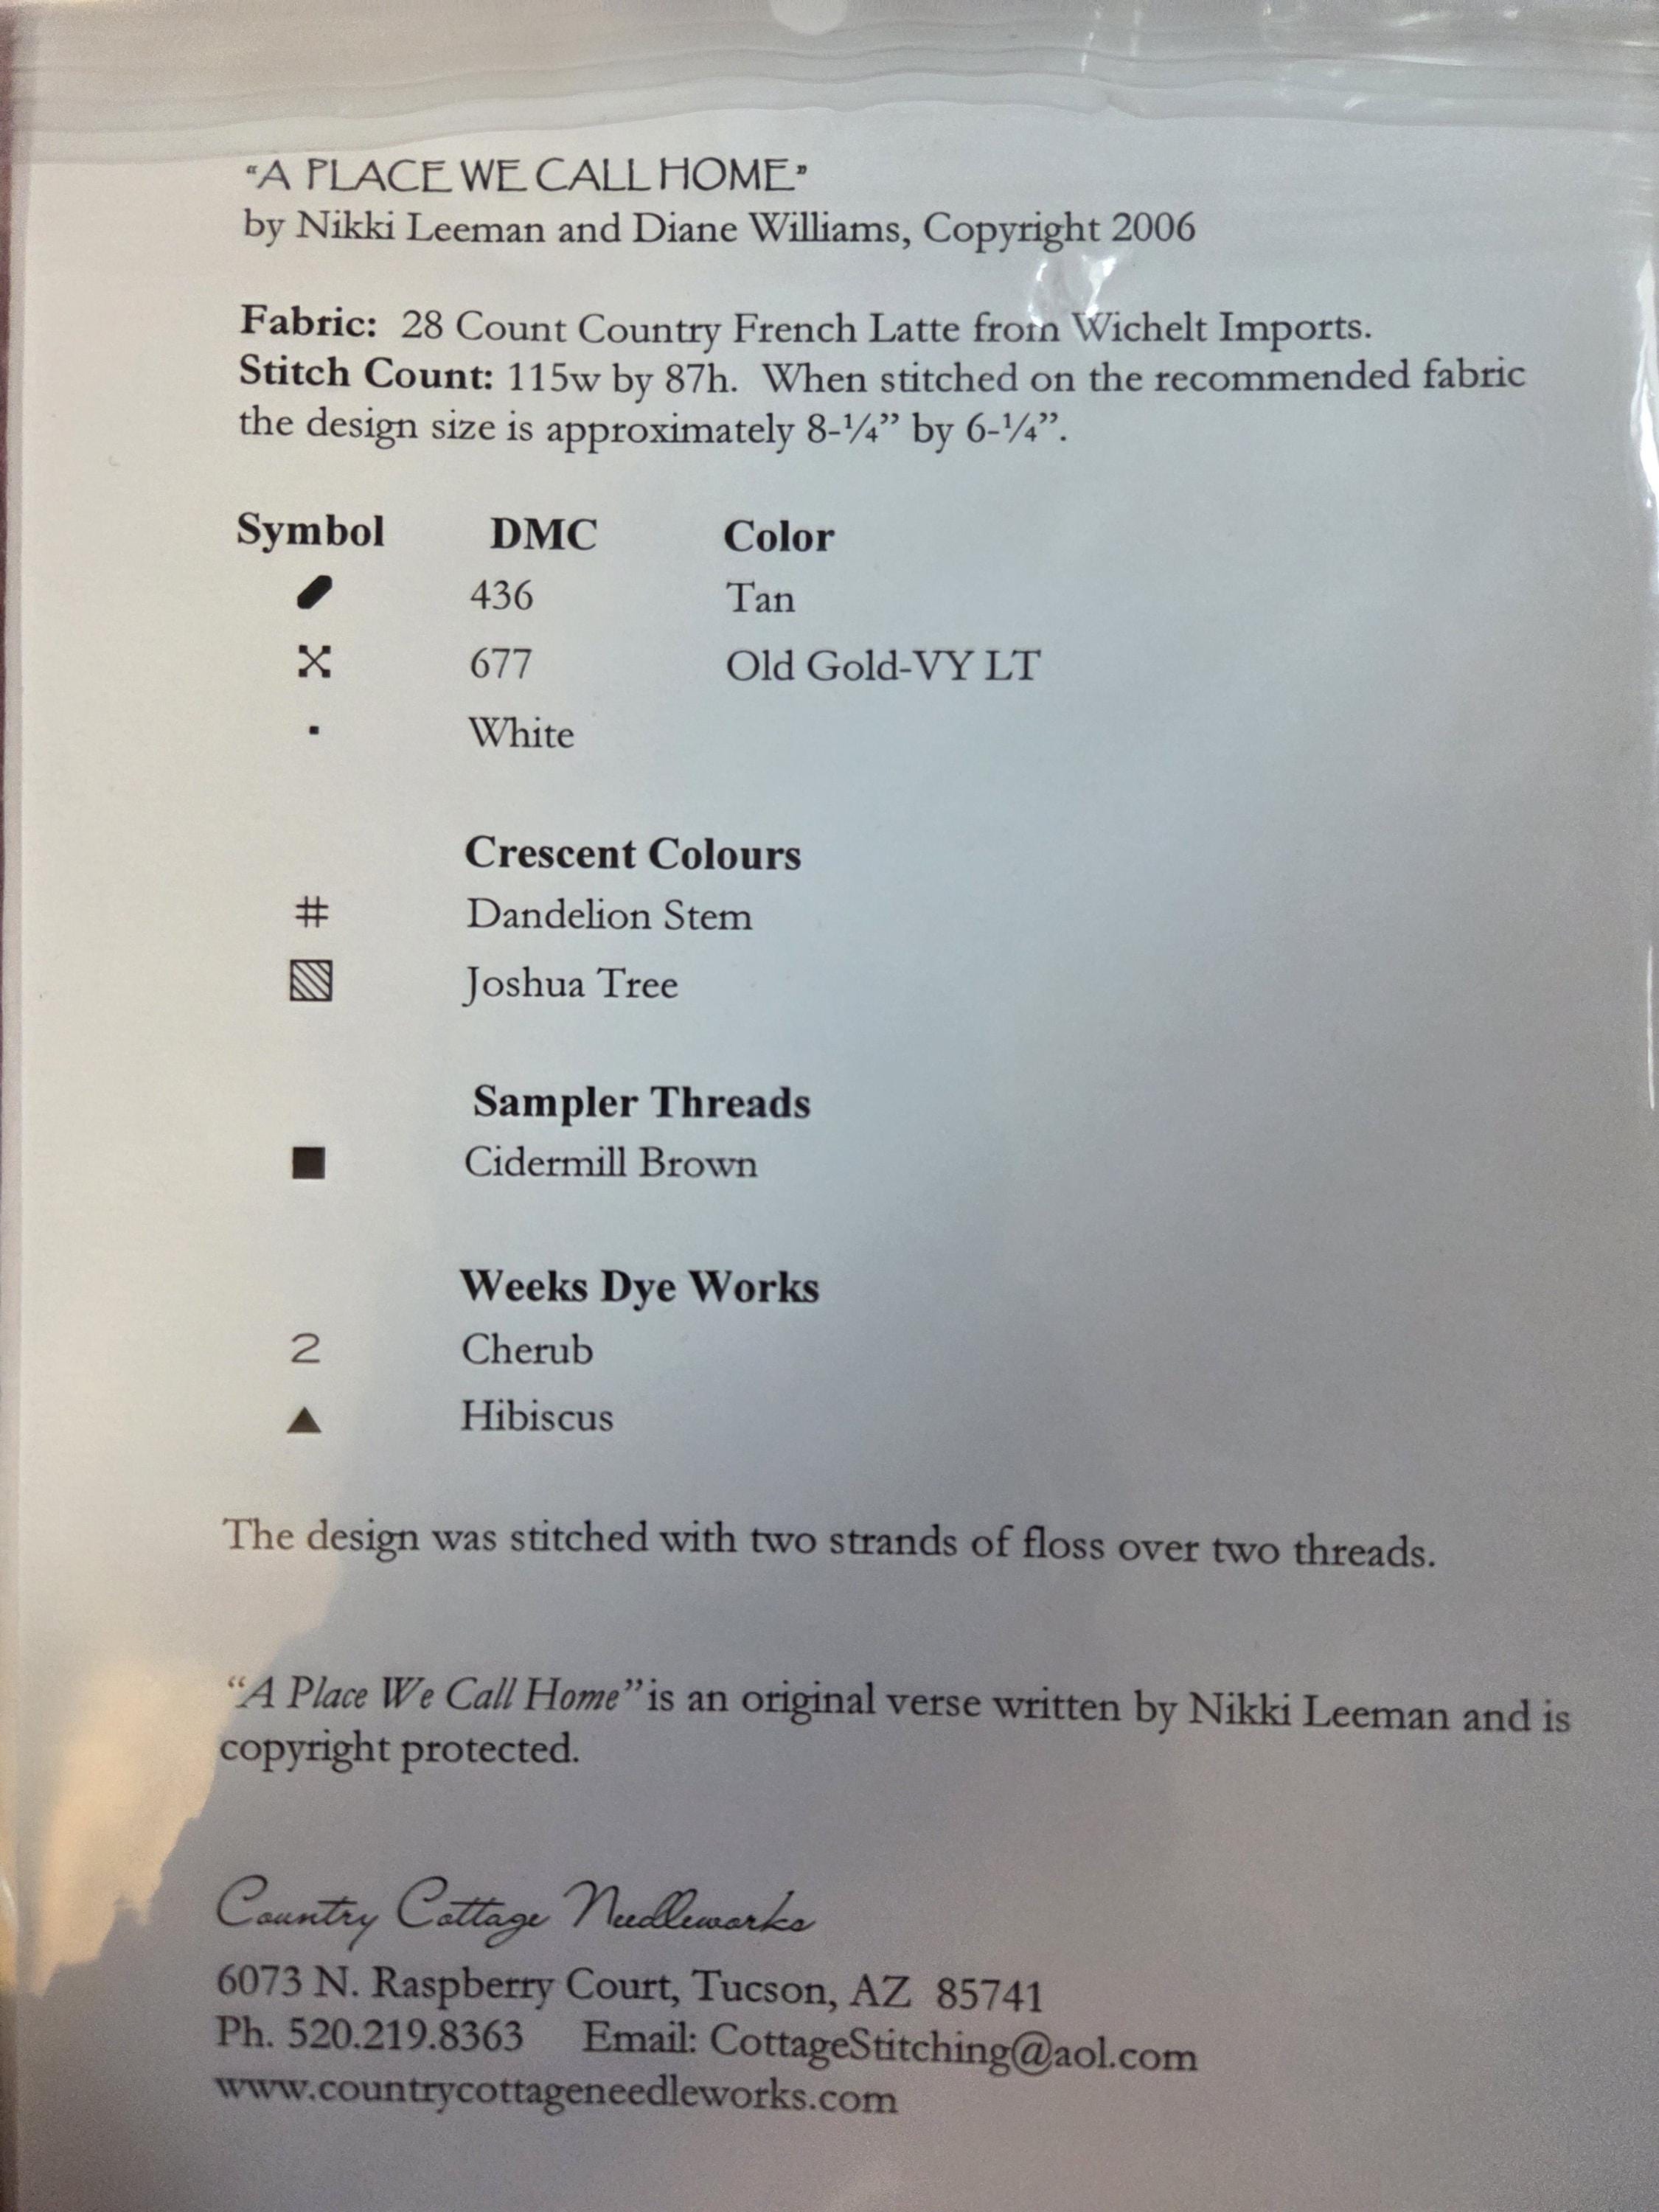 "A PLACE WE CALL HOME"
by Nikki Leeman and Diane Williams, Copyright 2006
Fabric: 28 Count Country French Latte from Wichelt Imports.
Stitch Count: 115w by 87h. When stitched on the recommended fabric
the design size is approximately 8-¼” by 6-¼”.
Symbol DMC Color
436 Tan
677 Old Gold-VY LT
White
Crescent Colours
# Dandelion Stem
Joshua Tree
Sampler Threads
■ Cidermill Brown
Weeks Dye Works
2 Cherub
▲ Hibiscus
The design was stitched with two strands of floss over two threads.
“A Place We Call Home” is an original verse written by Nikki Leeman and is
copyright protected.
Country Cottage Needleworks
6073 N. Raspberry Court, Tucson, AZ 85741
Ph. 520.219.8363 Email: CottageStitching@aol.com
www.countrycottageneedleworks.com